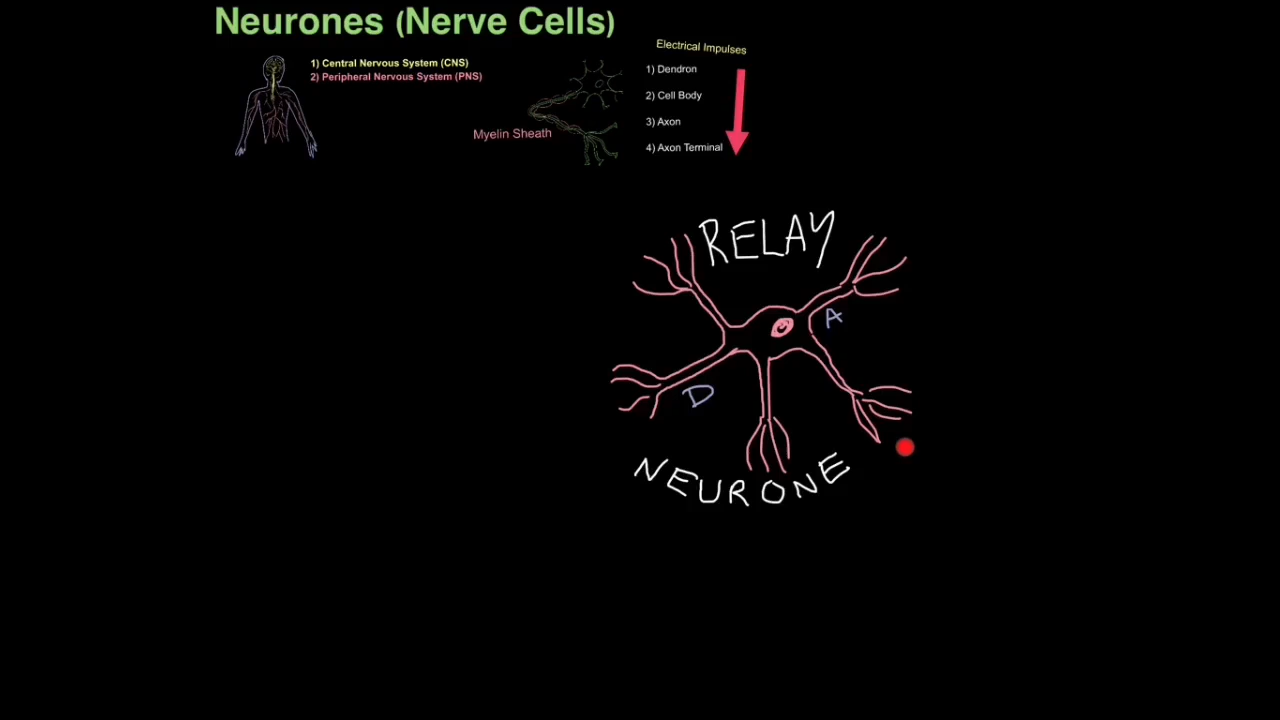 Neurones (Nerve Cells)
1) Central Nervous System (CNS)
2) Peripheral Nervous System (PNS)
Myelin Sheath
Electrical Impulses
1) Dendron
2) Cell Body
3) Axon
4) Axon Terminal
RELAY
A
D
NEURONE